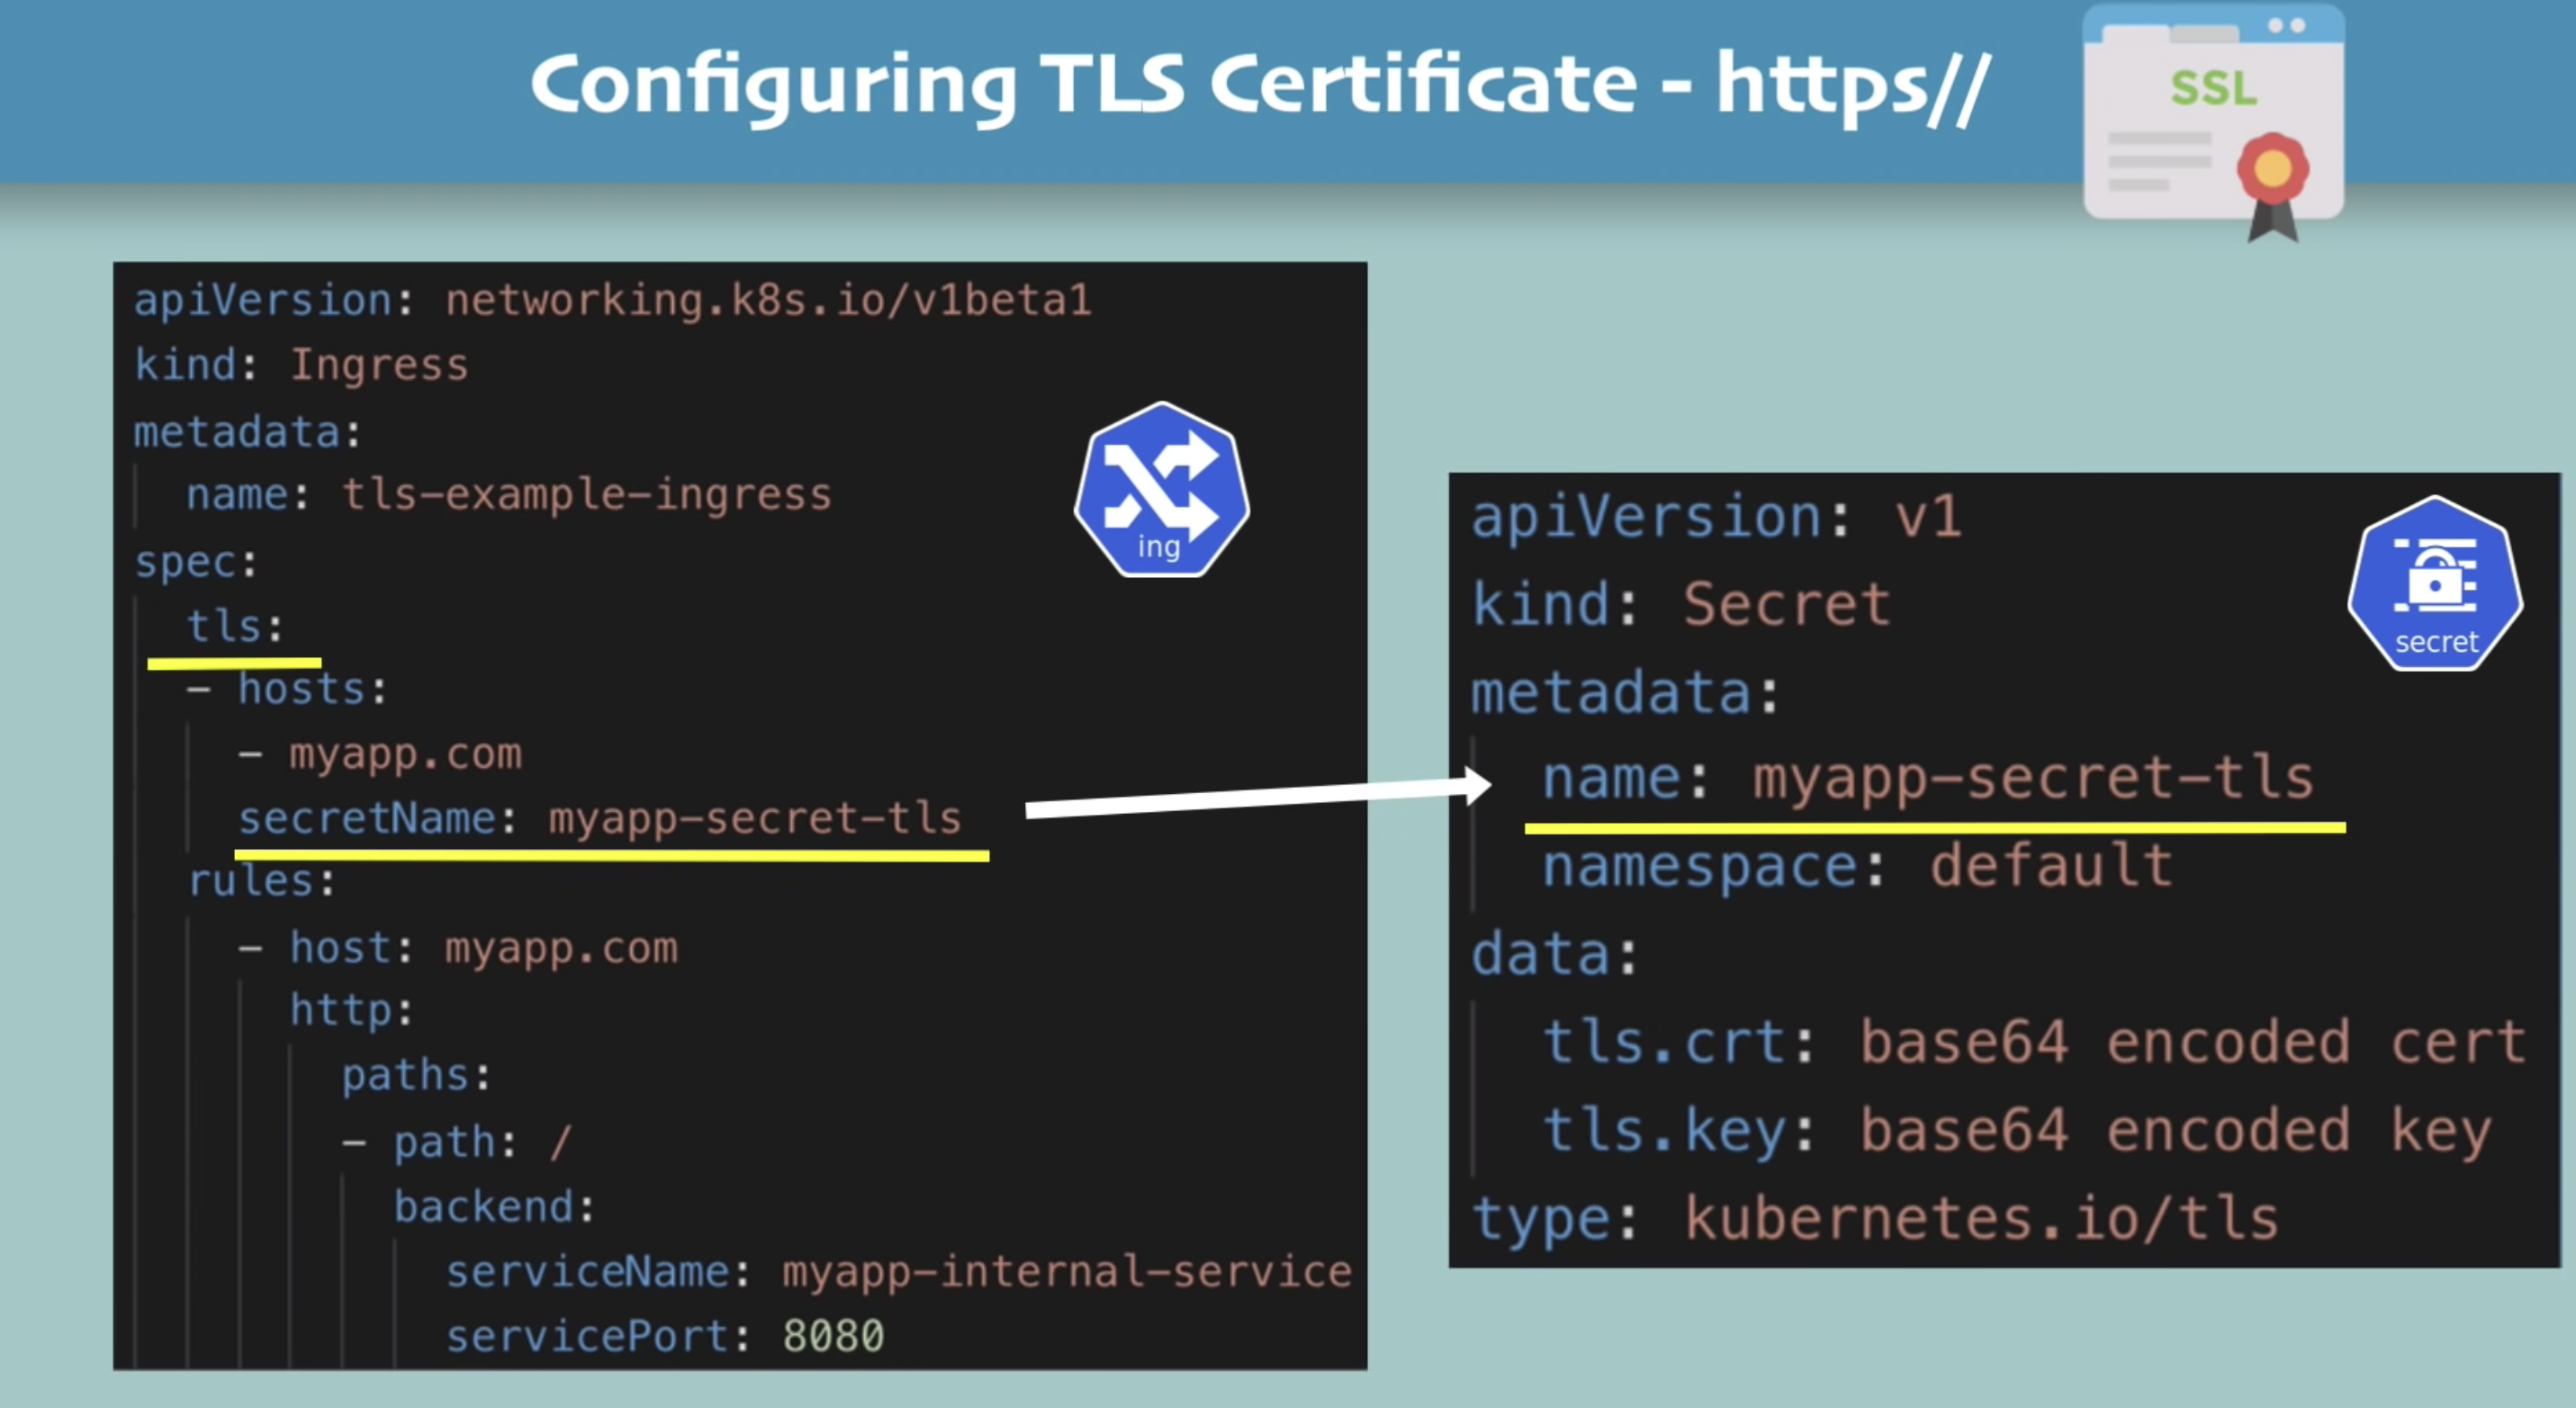 Configuring TLS Certificate - https//
SSL
apiVersion: networking.k8s.io/v1beta1
kind: Ingress
metadata:
  name: tls-example-ingress
spec:
  tls:
  - hosts:
    - myapp.com
    secretName: myapp-secret-tls
  rules:
    - host: myapp.com
      http:
        paths:
        - path: /
          backend:
            serviceName: myapp-internal-service
            servicePort: 8080
ing
apiVersion: v1
kind: Secret
metadata:
  name: myapp-secret-tls
  namespace: default
data:
  tls.crt: base64 encoded cert
  tls.key: base64 encoded key
type: kubernetes.io/tls
secret